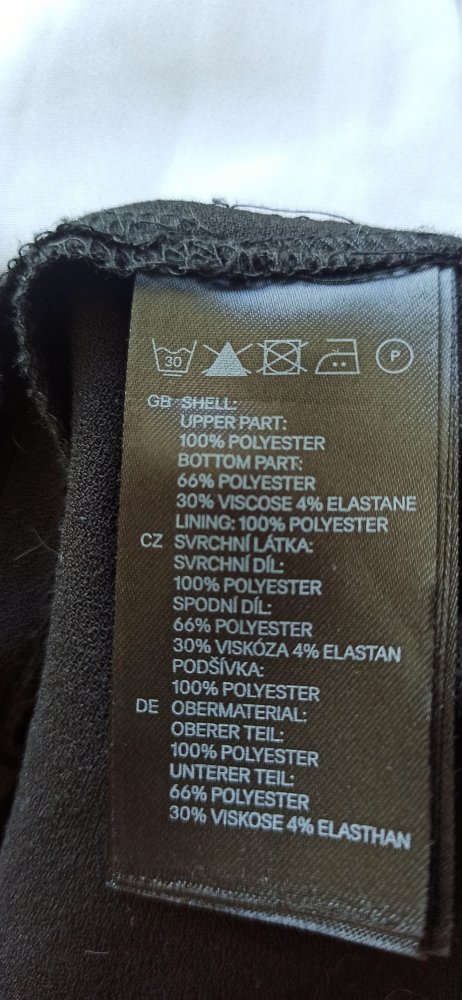 30 P
GB SHELL:
UPPER PART:
100% POLYESTER
BOTTOM PART:
66% POLYESTER
30% VISCOSE 4% ELASTANE
LINING: 100% POLYESTER
CZ SVRCHNÍ LÁTKA:
SVRCHNÍ DÍL:
100% POLYESTER
SPODNÍ DÍL:
66% POLYESTER
30% VISKÓZA 4% ELASTAN
PODŠÍVKA:
100% POLYESTER
DE OBERMATERIAL:
OBERER TEIL:
100% POLYESTER
UNTERER TEIL:
66% POLYESTER
30% VISKOSE 4% ELASTHAN